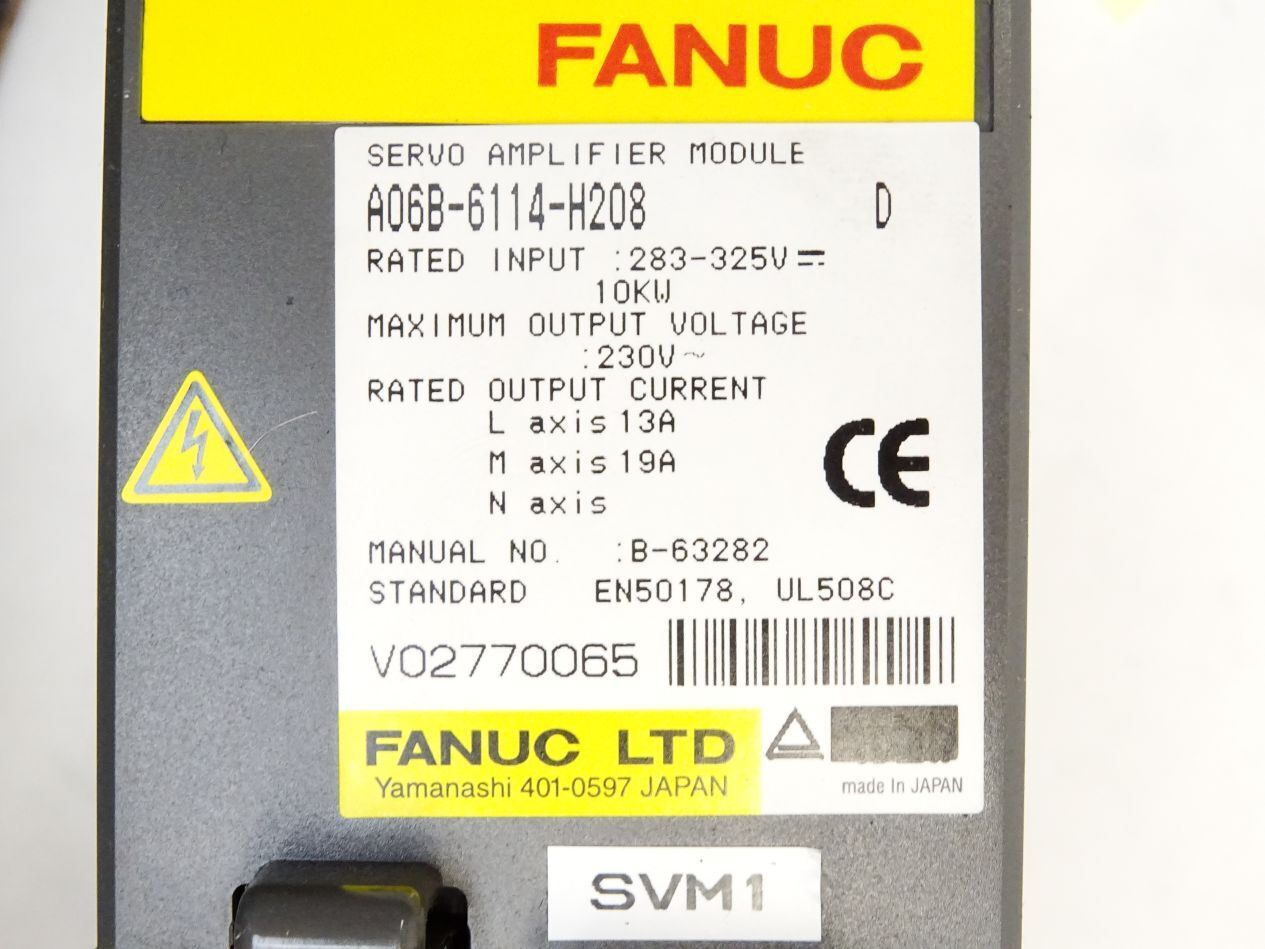 FANUC
SERVO AMPLIFIER MODULE
A06B-6114-H208 D
RATED INPUT :283-325V⎓
10KW
MAXIMUM OUTPUT VOLTAGE
:230V~
RATED OUTPUT CURRENT
L axis 13A
M axis 19A
N axis
CE
MANUAL NO. :B-63282
STANDARD EN50178, UL508C
V02770065
FANUC LTD
Yamanashi 401-0597 JAPAN
made In JAPAN
SVM1